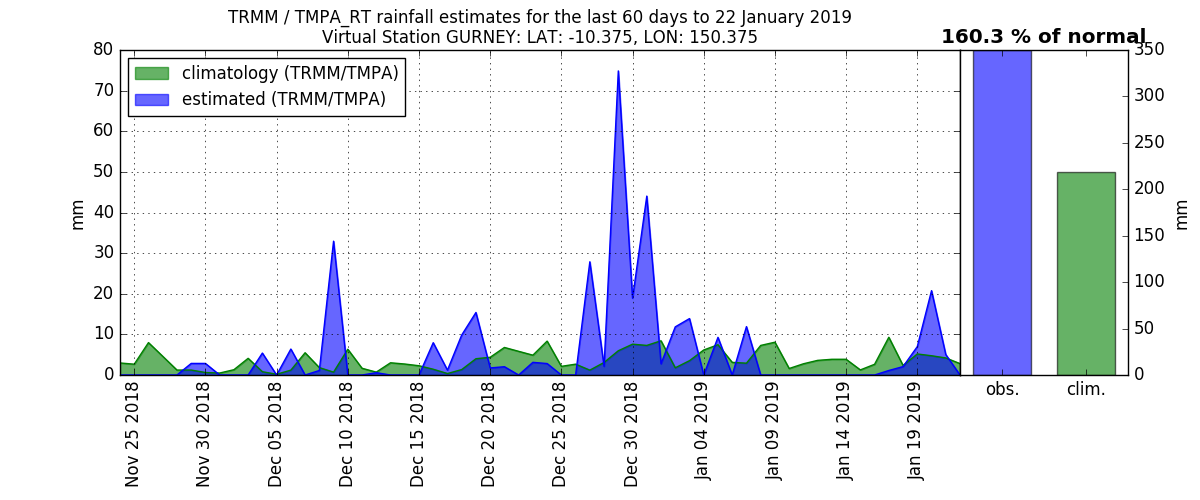 TRMM / TMPA_RT rainfall estimates for the last 60 days to 22 January 2019
Virtual Station GURNEY: LAT: -10.375, LON: 150.375
160.3 % of normal
climatology (TRMM/TMPA)
estimated (TRMM/TMPA)
mm
80
70
60
50
40
30
20
10
0
Nov 25 2018
Nov 30 2018
Dec 05 2018
Dec 10 2018
Dec 15 2018
Dec 20 2018
Dec 25 2018
Dec 30 2018
Jan 04 2019
Jan 09 2019
Jan 14 2019
Jan 19 2019
obs.
clim.
350
300
250
200
150
100
50
0
mm